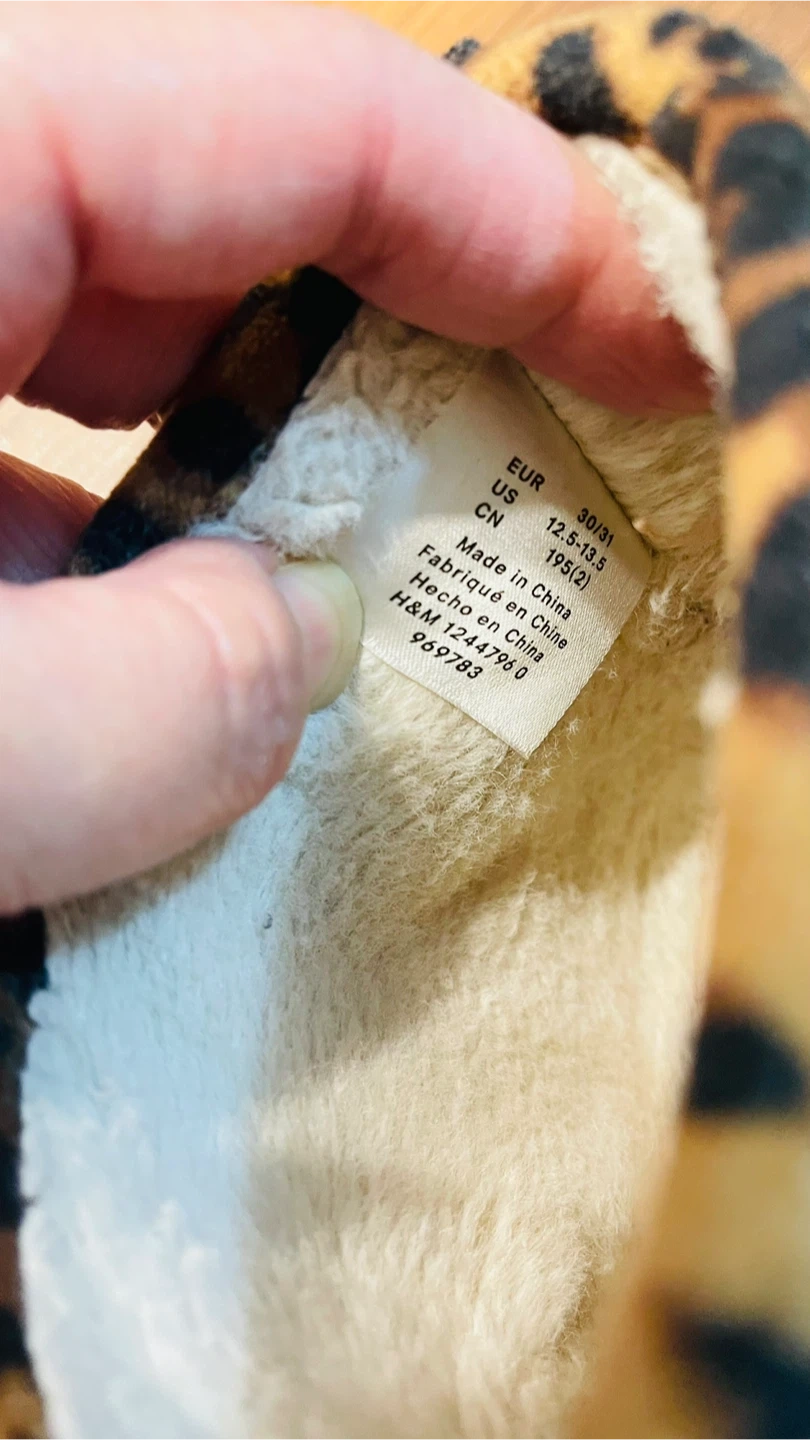 EUR 30/31
US 12.5-13.5
CN 195(2)
Made in China
Fabriqué en Chine
Hecho en China
H&M 1244796 0
969783